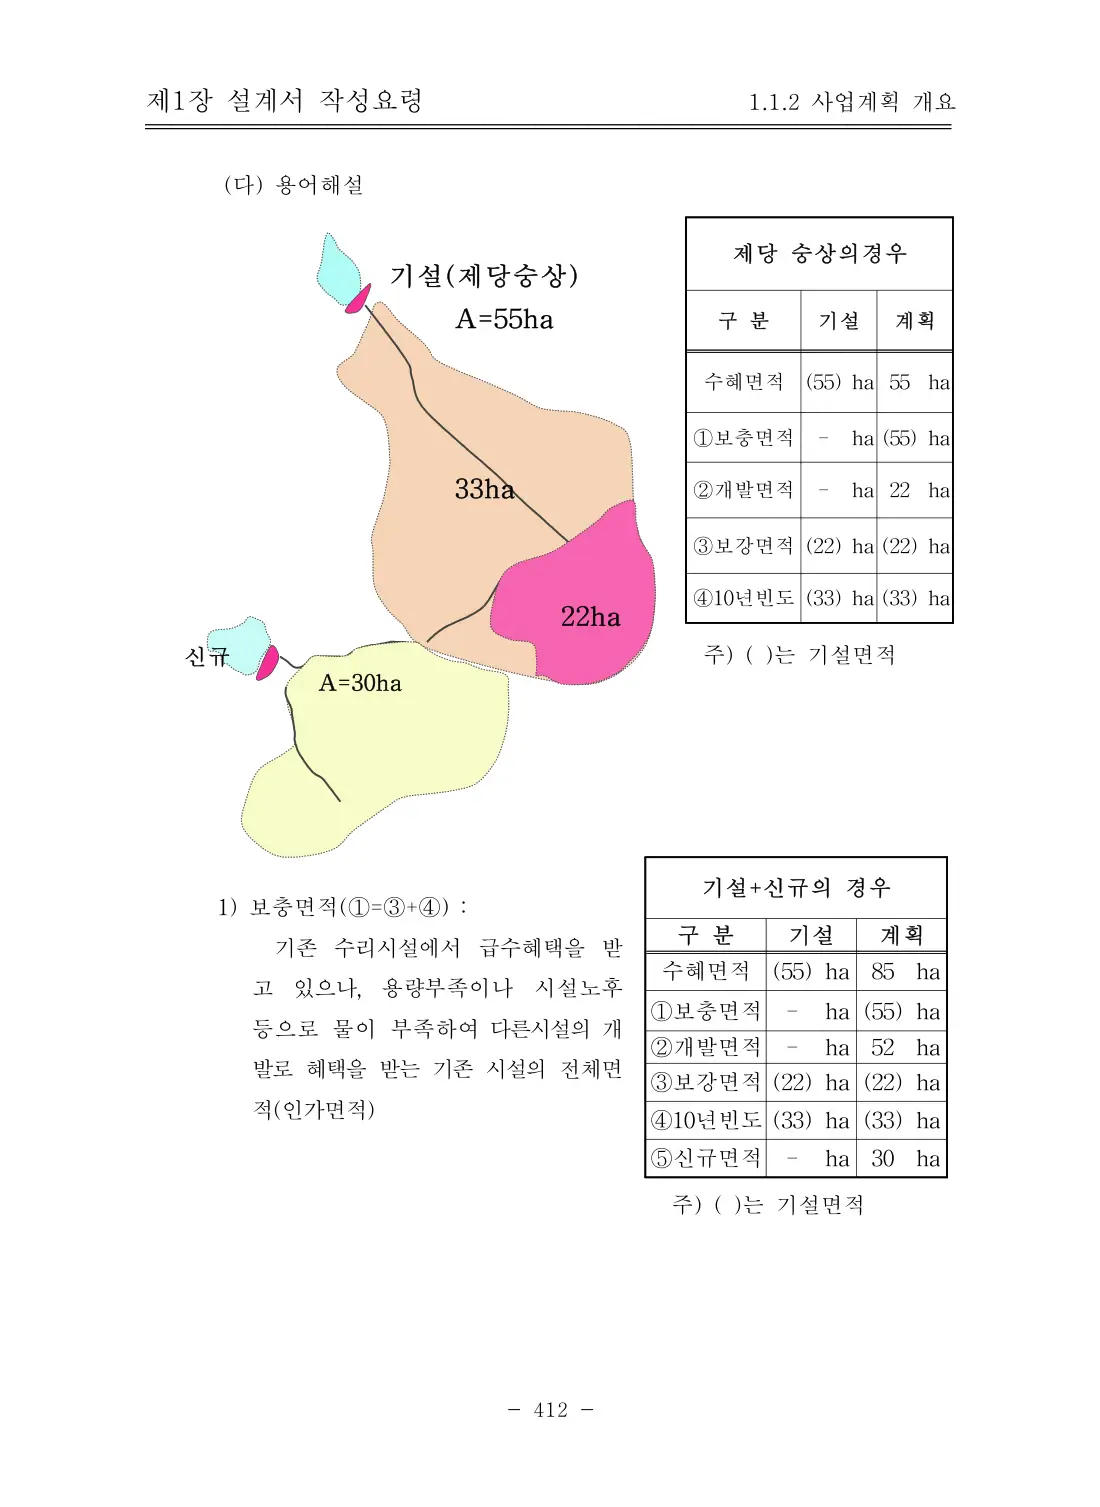 제1장 설계서 작성요령 1.1.2 사업계획 개요
(다) 용어해설
기설(제당숭상)
A=55ha
33ha
22ha
신규
A=30ha
제당 숭상의경우
구 분 기설 계획
수혜면적 (55) ha 55 ha
①보충면적 - ha (55) ha
②개발면적 - ha 22 ha
③보강면적 (22) ha (22) ha
④10년빈도 (33) ha (33) ha
주) ( )는 기설면적
1) 보충면적(①=③+④) :
기존 수리시설에서 급수혜택을 받
고 있으나, 용량부족이나 시설노후
등으로 물이 부족하여 다른시설의 개
발로 혜택을 받는 기존 시설의 전체면
적(인가면적)
기설+신규의 경우
구 분 기설 계획
수혜면적 (55) ha 85 ha
①보충면적 - ha (55) ha
②개발면적 - ha 52 ha
③보강면적 (22) ha (22) ha
④10년빈도 (33) ha (33) ha
⑤신규면적 - ha 30 ha
주) ( )는 기설면적
- 412 -